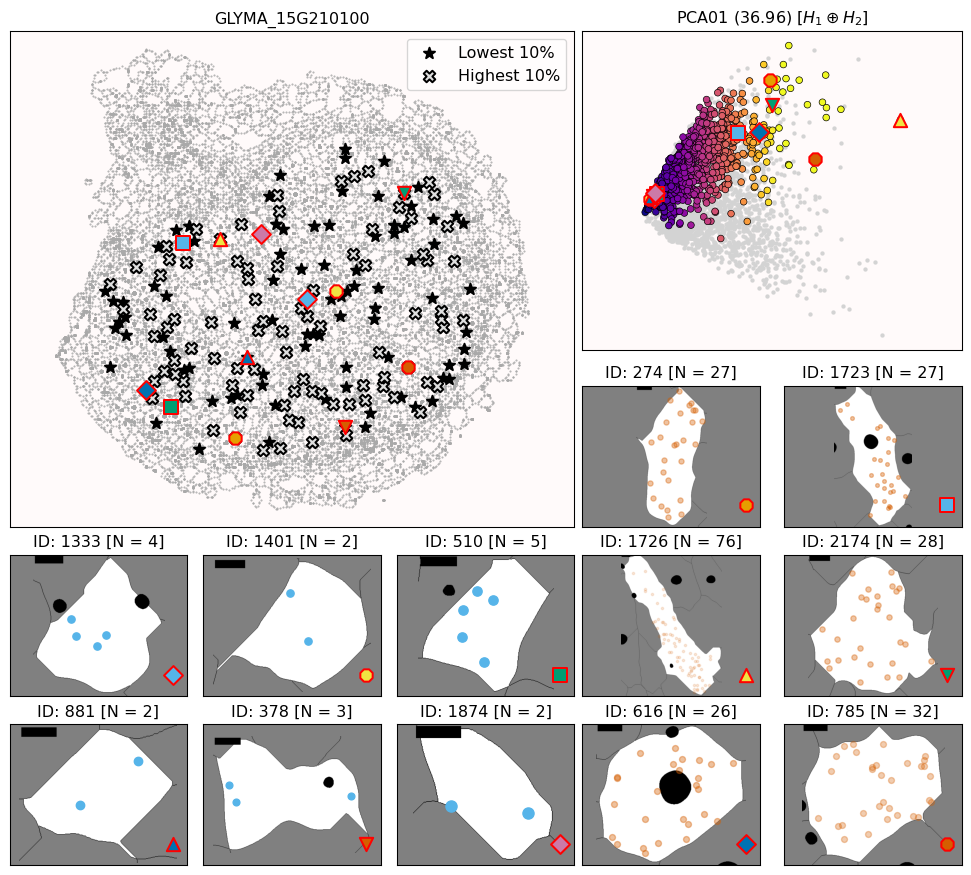 GLYMA_15G210100
Lowest 10%
Highest 10%
PCA01 (36.96) [H₁ ⊕ H₂]
ID: 274 [N = 27]
ID: 1723 [N = 27]
ID: 1333 [N = 4]
ID: 1401 [N = 2]
ID: 510 [N = 5]
ID: 1726 [N = 76]
ID: 2174 [N = 28]
ID: 881 [N = 2]
ID: 378 [N = 3]
ID: 1874 [N = 2]
ID: 616 [N = 26]
ID: 785 [N = 32]